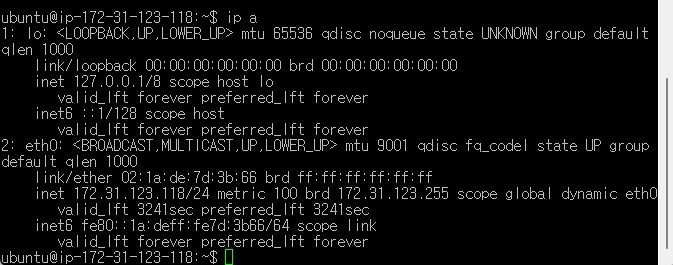 ubuntu@ip-172-31-123-118:~$ ip a
1: lo: <LOOPBACK,UP,LOWER_UP> mtu 65536 qdisc noqueue state UNKNOWN group default
qlen 1000
    link/loopback 00:00:00:00:00:00 brd 00:00:00:00:00:00
    inet 127.0.0.1/8 scope host lo
       valid_lft forever preferred_lft forever
    inet6 ::1/128 scope host
       valid_lft forever preferred_lft forever
2: eth0: <BROADCAST,MULTICAST,UP,LOWER_UP> mtu 9001 qdisc fq_codel state UP group
default qlen 1000
    link/ether 02:1a:de:7d:3b:66 brd ff:ff:ff:ff:ff:ff
    inet 172.31.123.118/24 metric 100 brd 172.31.123.255 scope global dynamic eth0
       valid_lft 3241sec preferred_lft 3241sec
    inet6 fe80::1a:deff:fe7d:3b66/64 scope link
       valid_lft forever preferred_lft forever
ubuntu@ip-172-31-123-118:~$